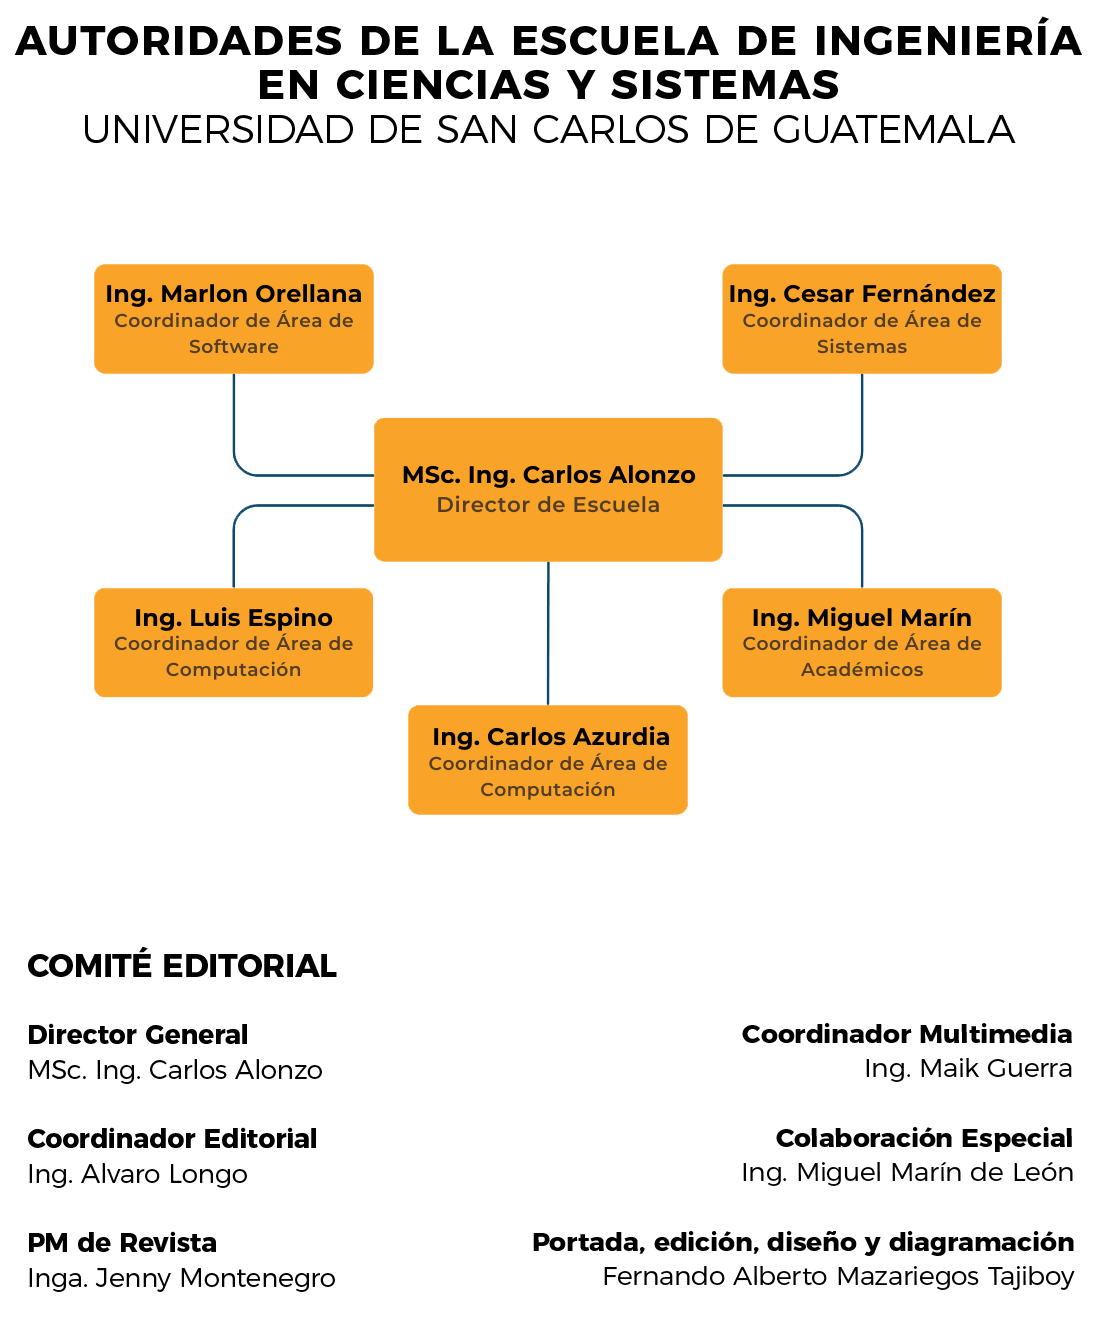 AUTORIDADES DE LA ESCUELA DE INGENIERÍA
EN CIENCIAS Y SISTEMAS
UNIVERSIDAD DE SAN CARLOS DE GUATEMALA
Ing. Marlon Orellana
Coordinador de Área de
Software
Ing. Cesar Fernández
Coordinador de Área de
Sistemas
MSc. Ing. Carlos Alonzo
Director de Escuela
Ing. Luis Espino
Coordinador de Área de
Computación
Ing. Miguel Marín
Coordinador de Área de
Académicos
Ing. Carlos Azurdia
Coordinador de Área de
Computación
COMITÉ EDITORIAL
Director General
MSc. Ing. Carlos Alonzo
Coordinador Editorial
Ing. Alvaro Longo
PM de Revista
Inga. Jenny Montenegro
Coordinador Multimedia
Ing. Maik Guerra
Colaboración Especial
Ing. Miguel Marín de León
Portada, edición, diseño y diagramación
Fernando Alberto Mazariegos Tajiboy